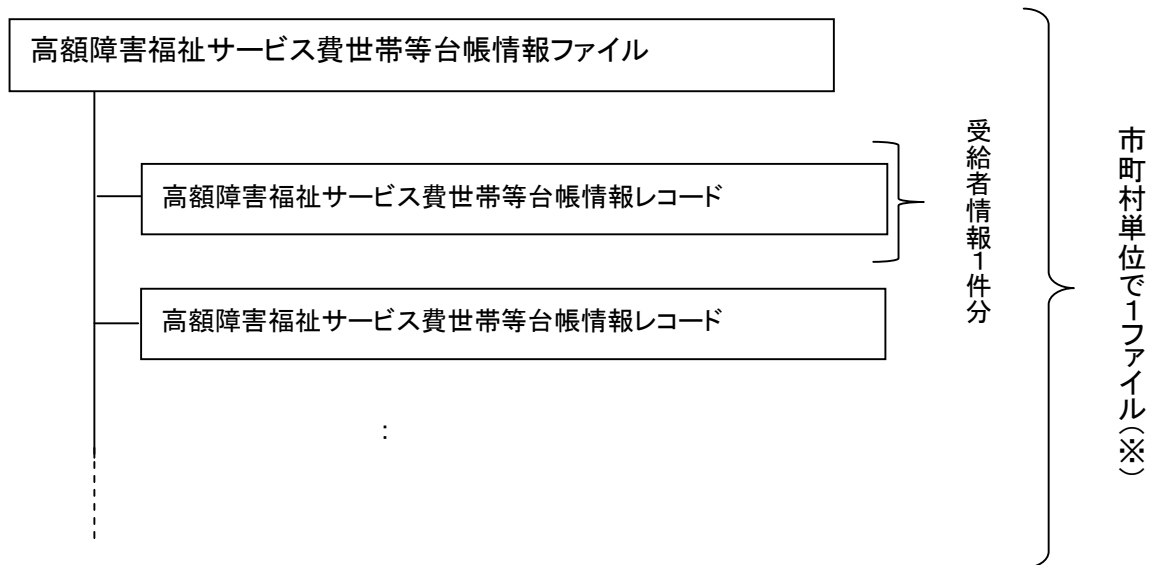 高額障害福祉サービス費世帯等台帳情報ファイル
高額障害福祉サービス費世帯等台帳情報レコード
高額障害福祉サービス費世帯等台帳情報レコード
:
受給者情報1件分
市町村単位で1ファイル(※)